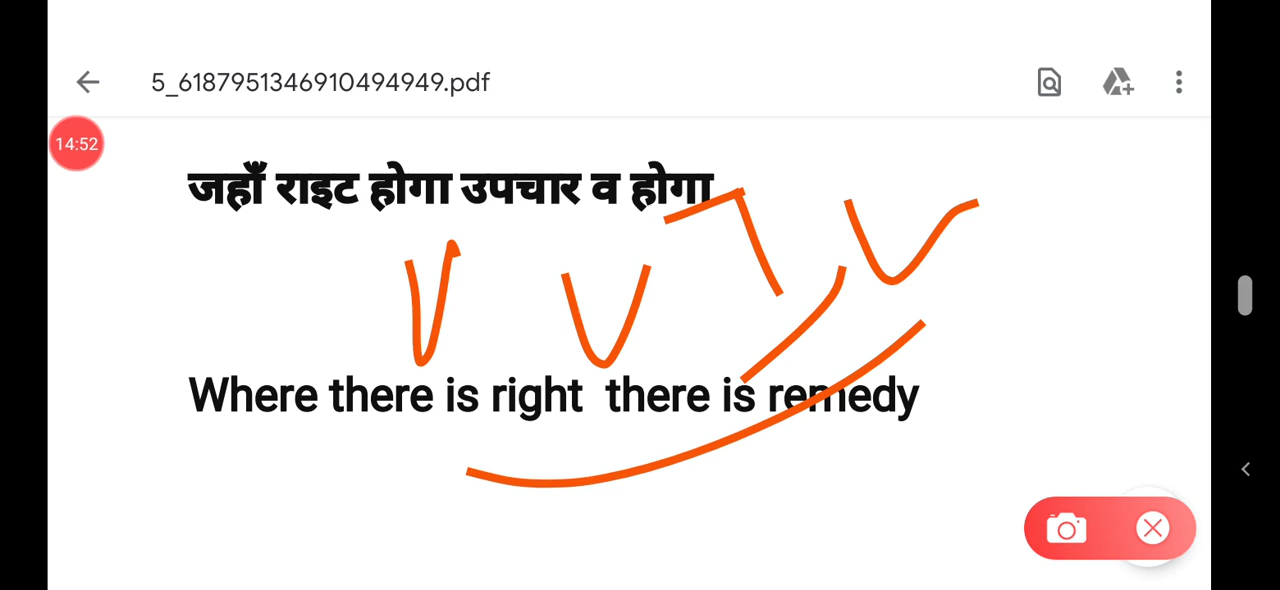 5_6187951346910494949.pdf
14:52
जहाँ राइट होगा उपचार व होगा
Where there is right there is remedy